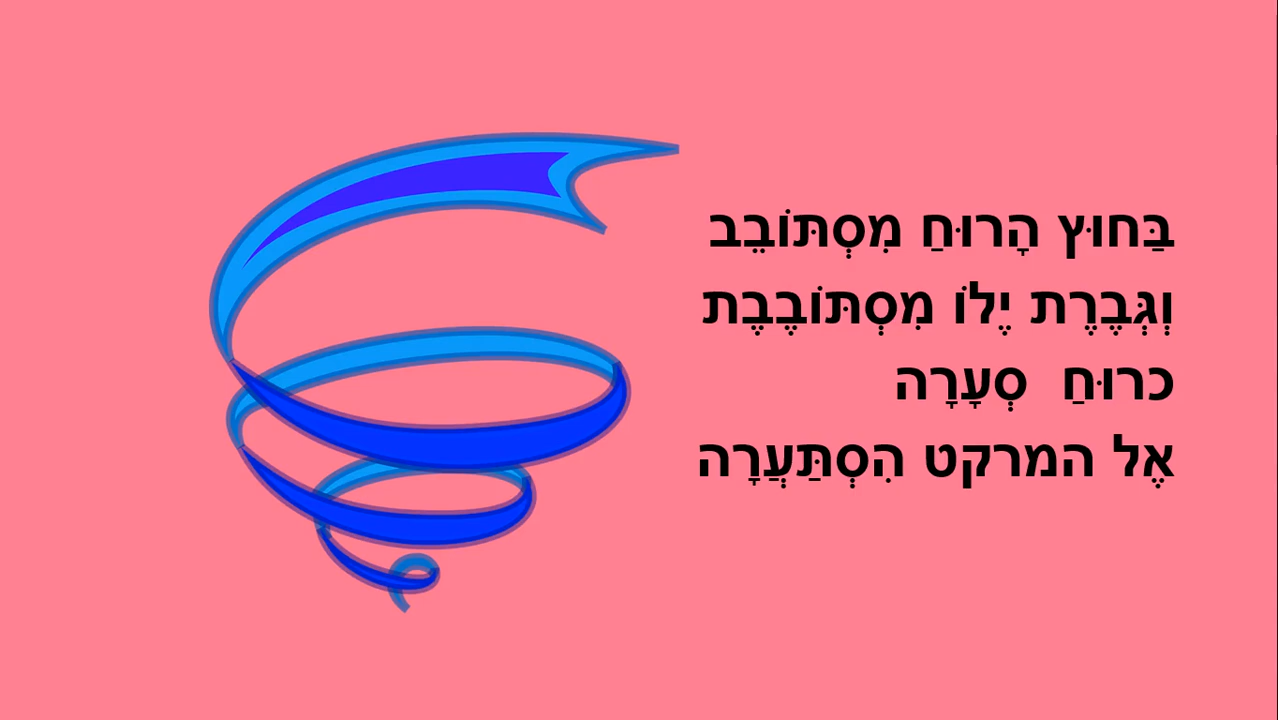 בַּחוּץ הָרוּחַ מִסְתּוֹבֵב
וְגְּבֶרֶת יֶלוֹ מִסְתּוֹבֶבֶת
כרוּחַ סְעָרָה
אֶל המרקט הִסְתַּעֲרָה